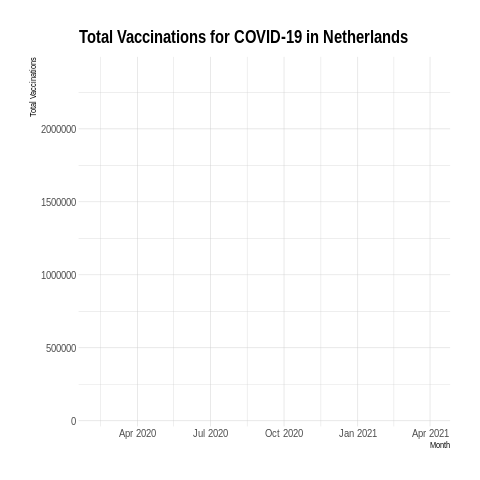 Total Vaccinations for COVID-19 in Netherlands
Total Vaccinations
2000000
1500000
1000000
500000
0
Apr 2020 Jul 2020 Oct 2020 Jan 2021 Apr 2021
Month